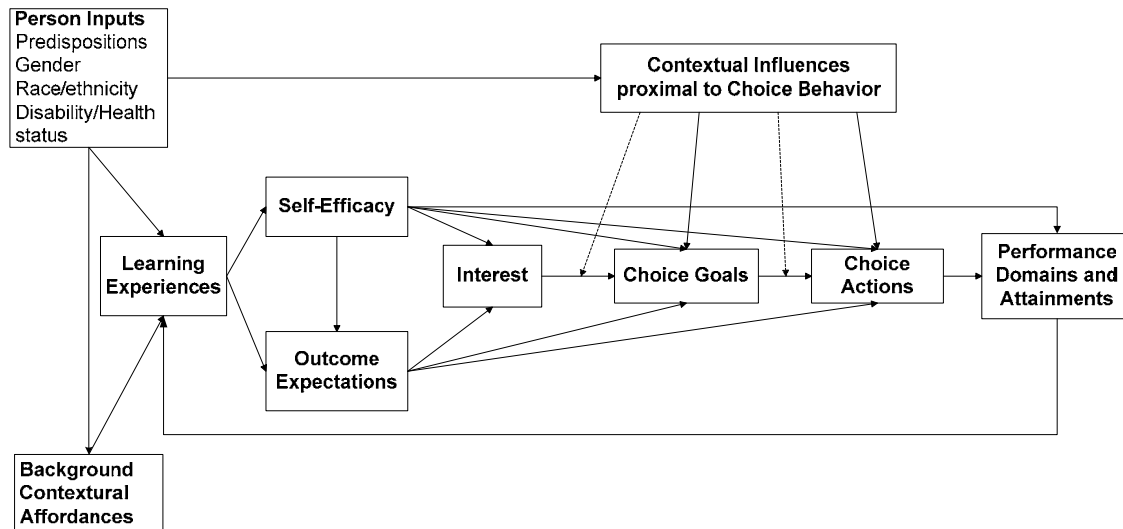 Person Inputs
Predispositions
Gender
Race/ethnicity
Disability/Health
status
Contextual Influences
proximal to Choice Behavior
Self-Efficacy
Learning
Experiences
Interest
Choice Goals
Choice
Actions
Performance
Domains and
Attainments
Outcome
Expectations
Background
Contextural
Affordances